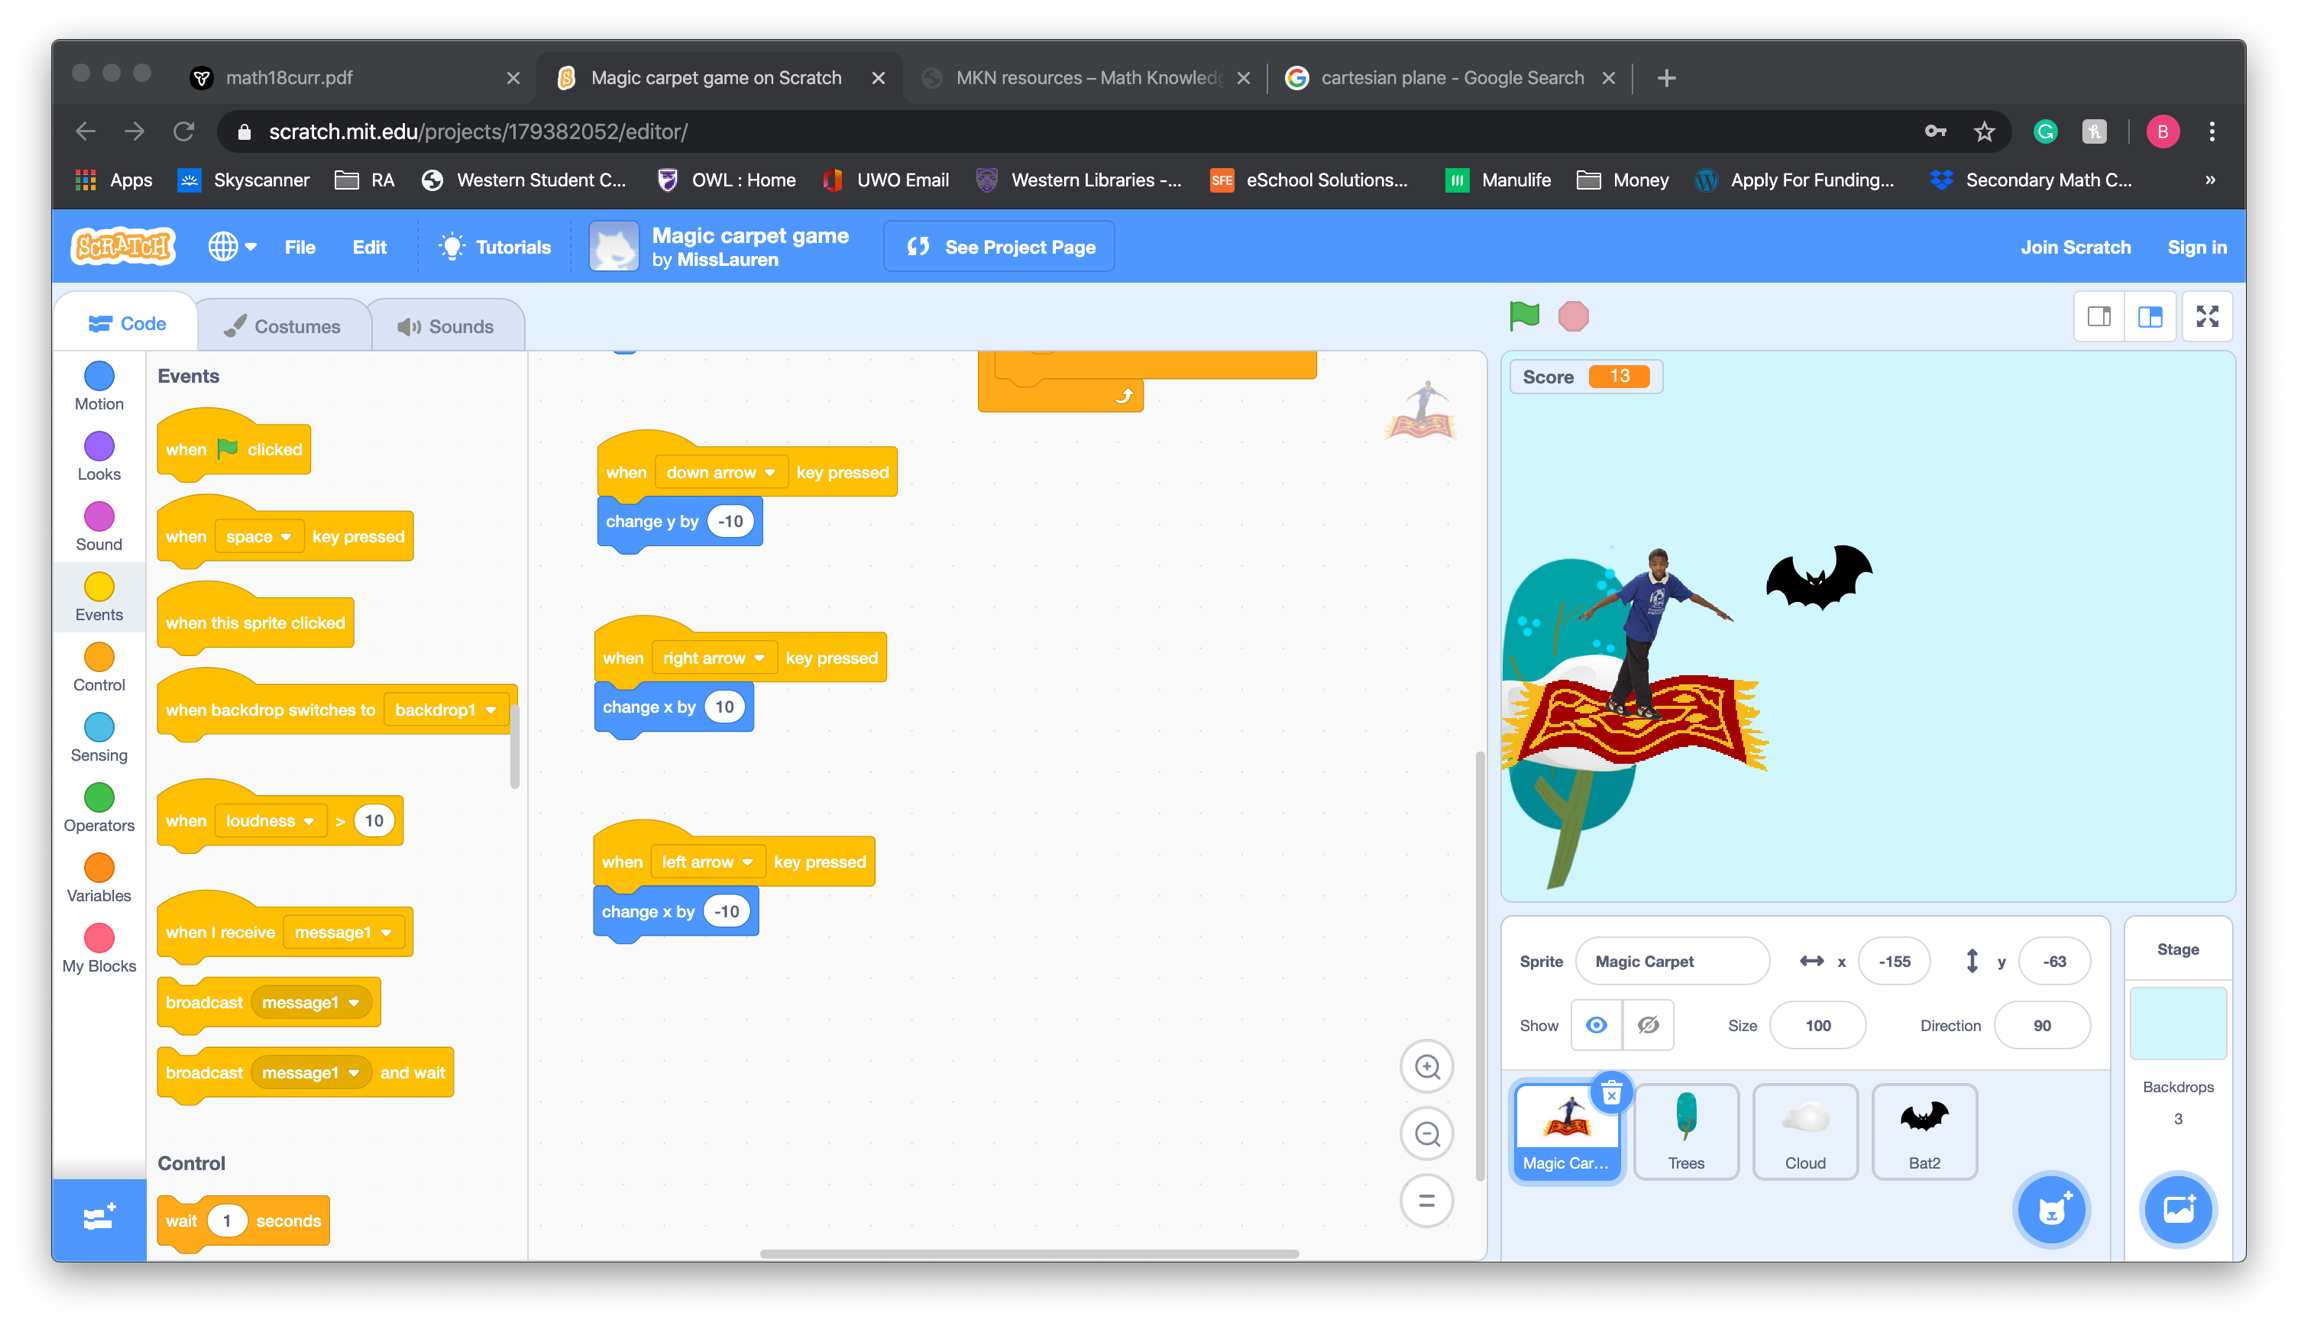 math18curr.pdf
Magic carpet game on Scratch
MKN resources – Math Knowledg
cartesian plane - Google Search
scratch.mit.edu/projects/179382052/editor/
B
Apps
Skyscanner
RA
Western Student C...
OWL : Home
UWO Email
Western Libraries -...
SFE
eSchool Solutions...
Manulife
Money
Apply For Funding...
Secondary Math C...
»
SCRATCH
File
Edit
Tutorials
Magic carpet game
by MissLauren
See Project Page
Join Scratch
Sign in
Code
Costumes
Sounds
Motion
Looks
Sound
Events
Control
Sensing
Operators
Variables
My Blocks
Events
when clicked
when space key pressed
when this sprite clicked
when backdrop switches to backdrop1
when loudness > 10
when I receive message1
broadcast message1
broadcast message1 and wait
Control
wait 1 seconds
when down arrow key pressed
change y by -10
when right arrow key pressed
change x by 10
when left arrow key pressed
change x by -10
Score 13
Sprite Magic Carpet x -155 y -63
Show Size 100 Direction 90
Magic Car...
Trees
Cloud
Bat2
Stage
Backdrops
3